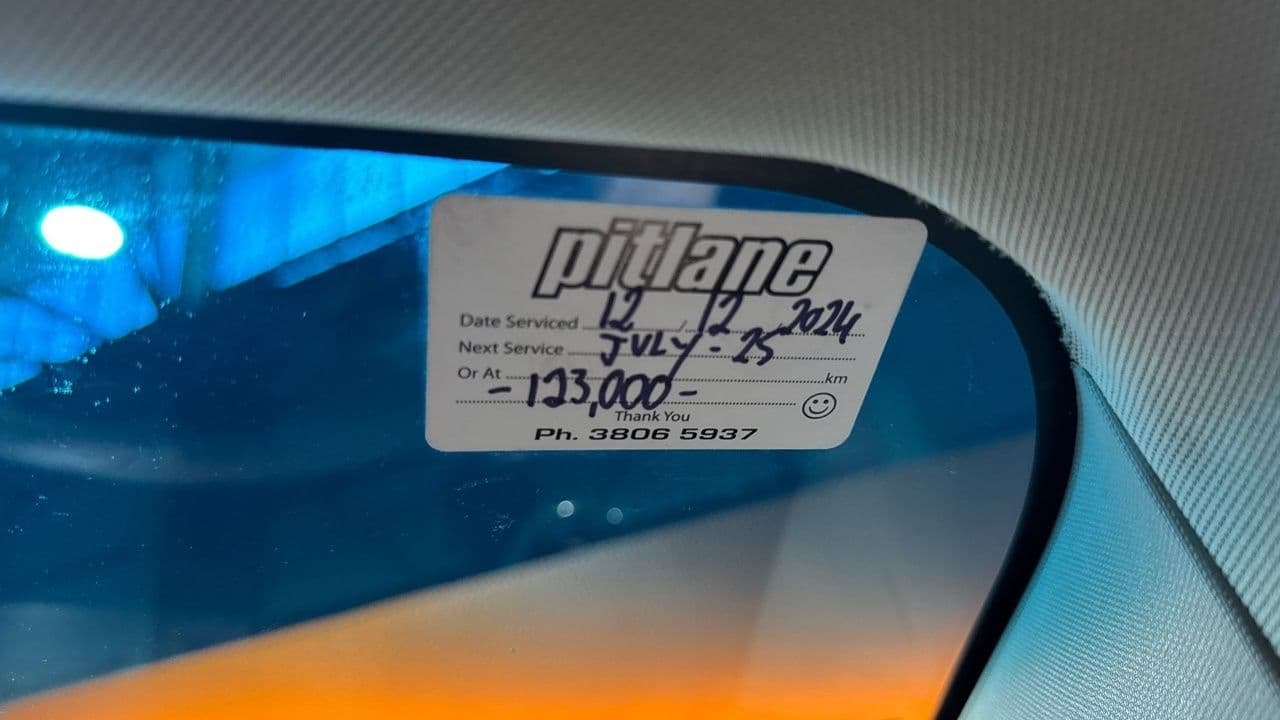 pitlane
Date Serviced 12 / 12 2024
Next Service JULY - 25
Or At km
- 123,000 -
Thank You
Ph. 3806 5937